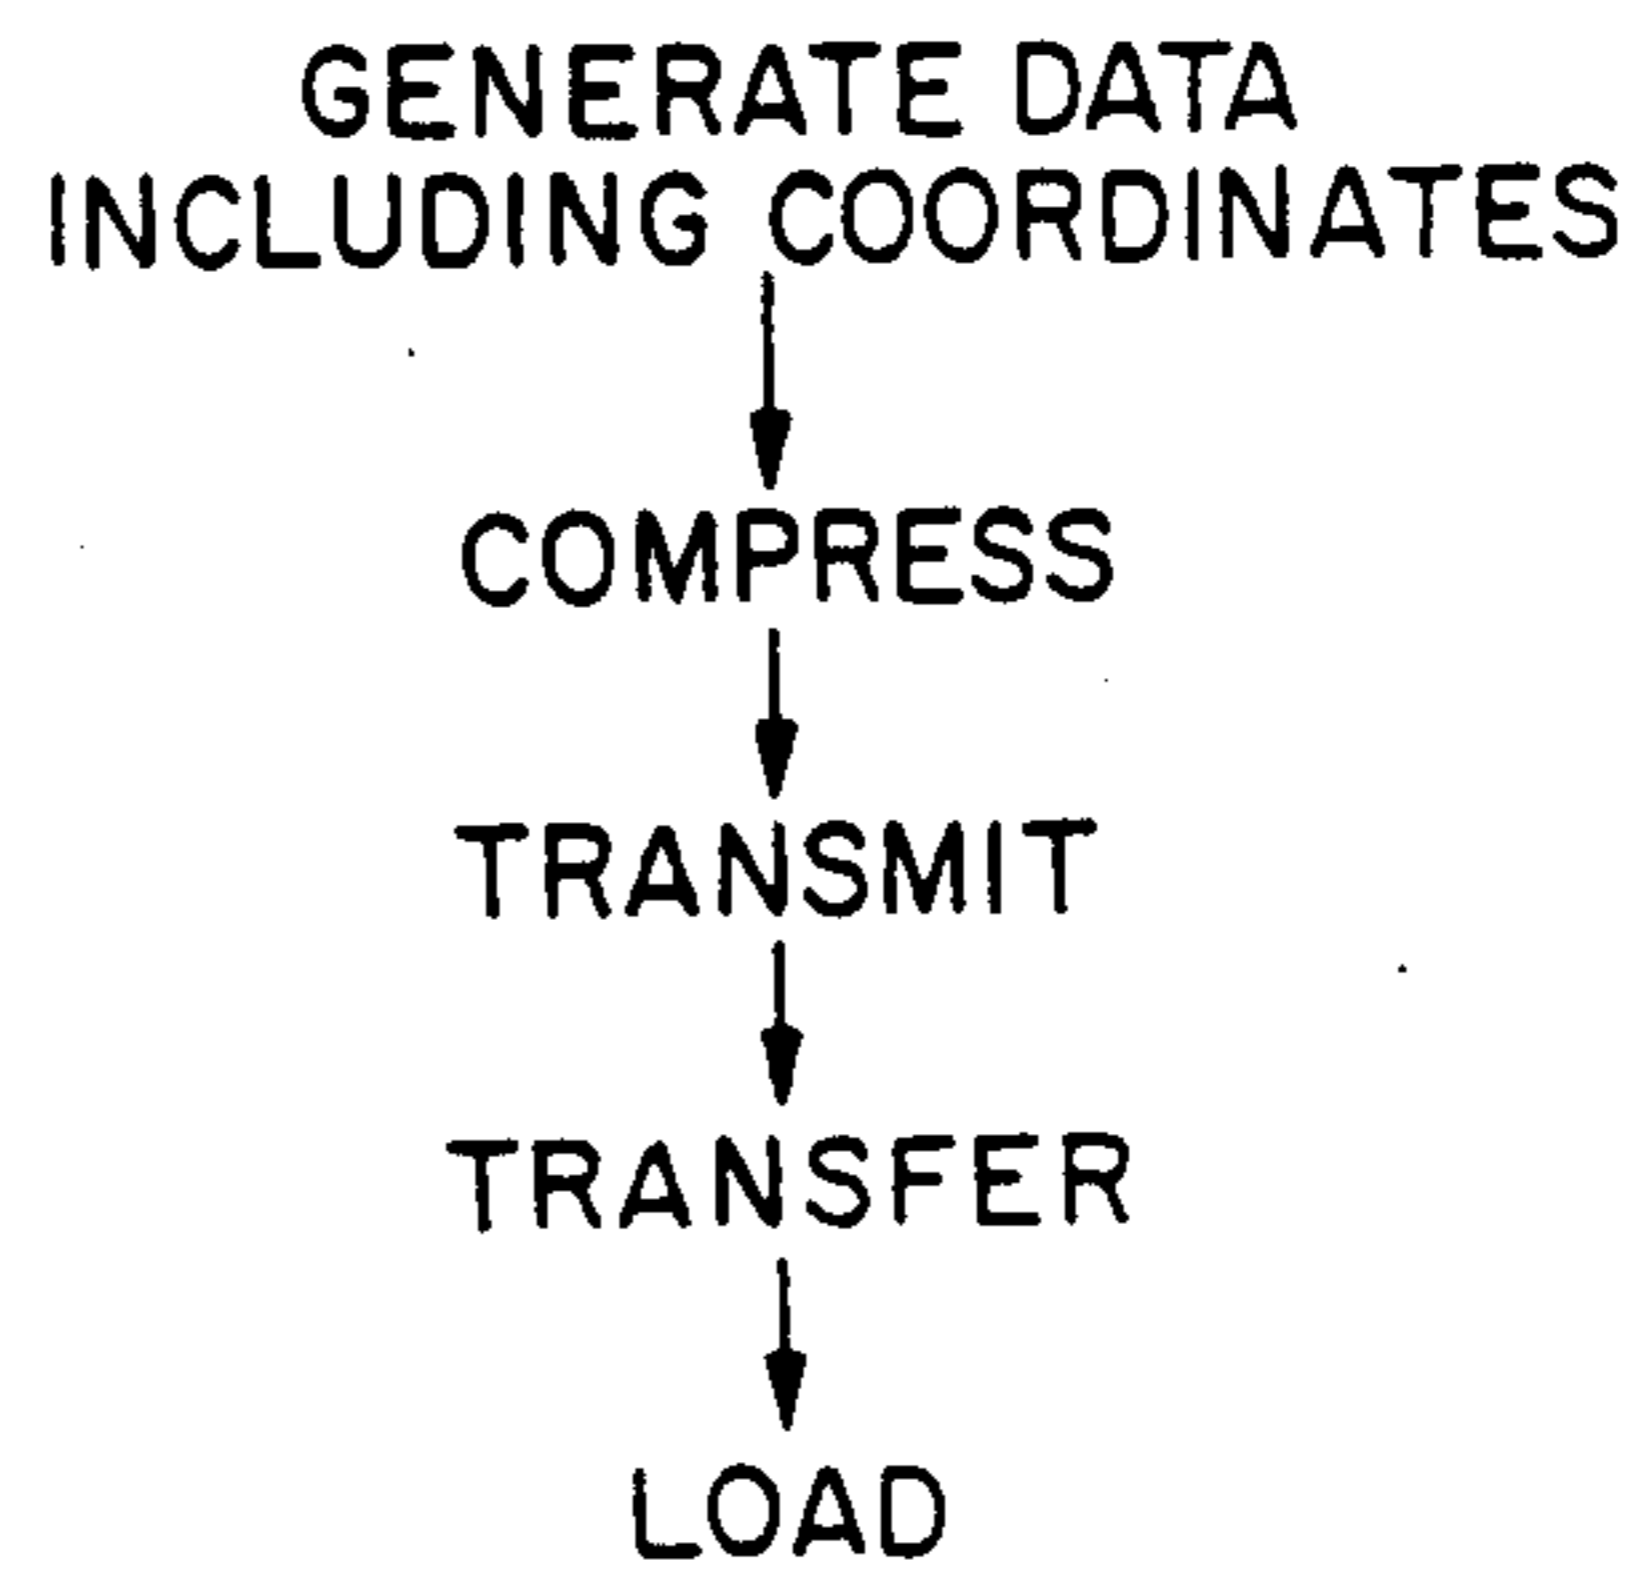 GENERATE DATA
INCLUDING COORDINATES
COMPRESS
TRANSMIT
TRANSFER
LOAD